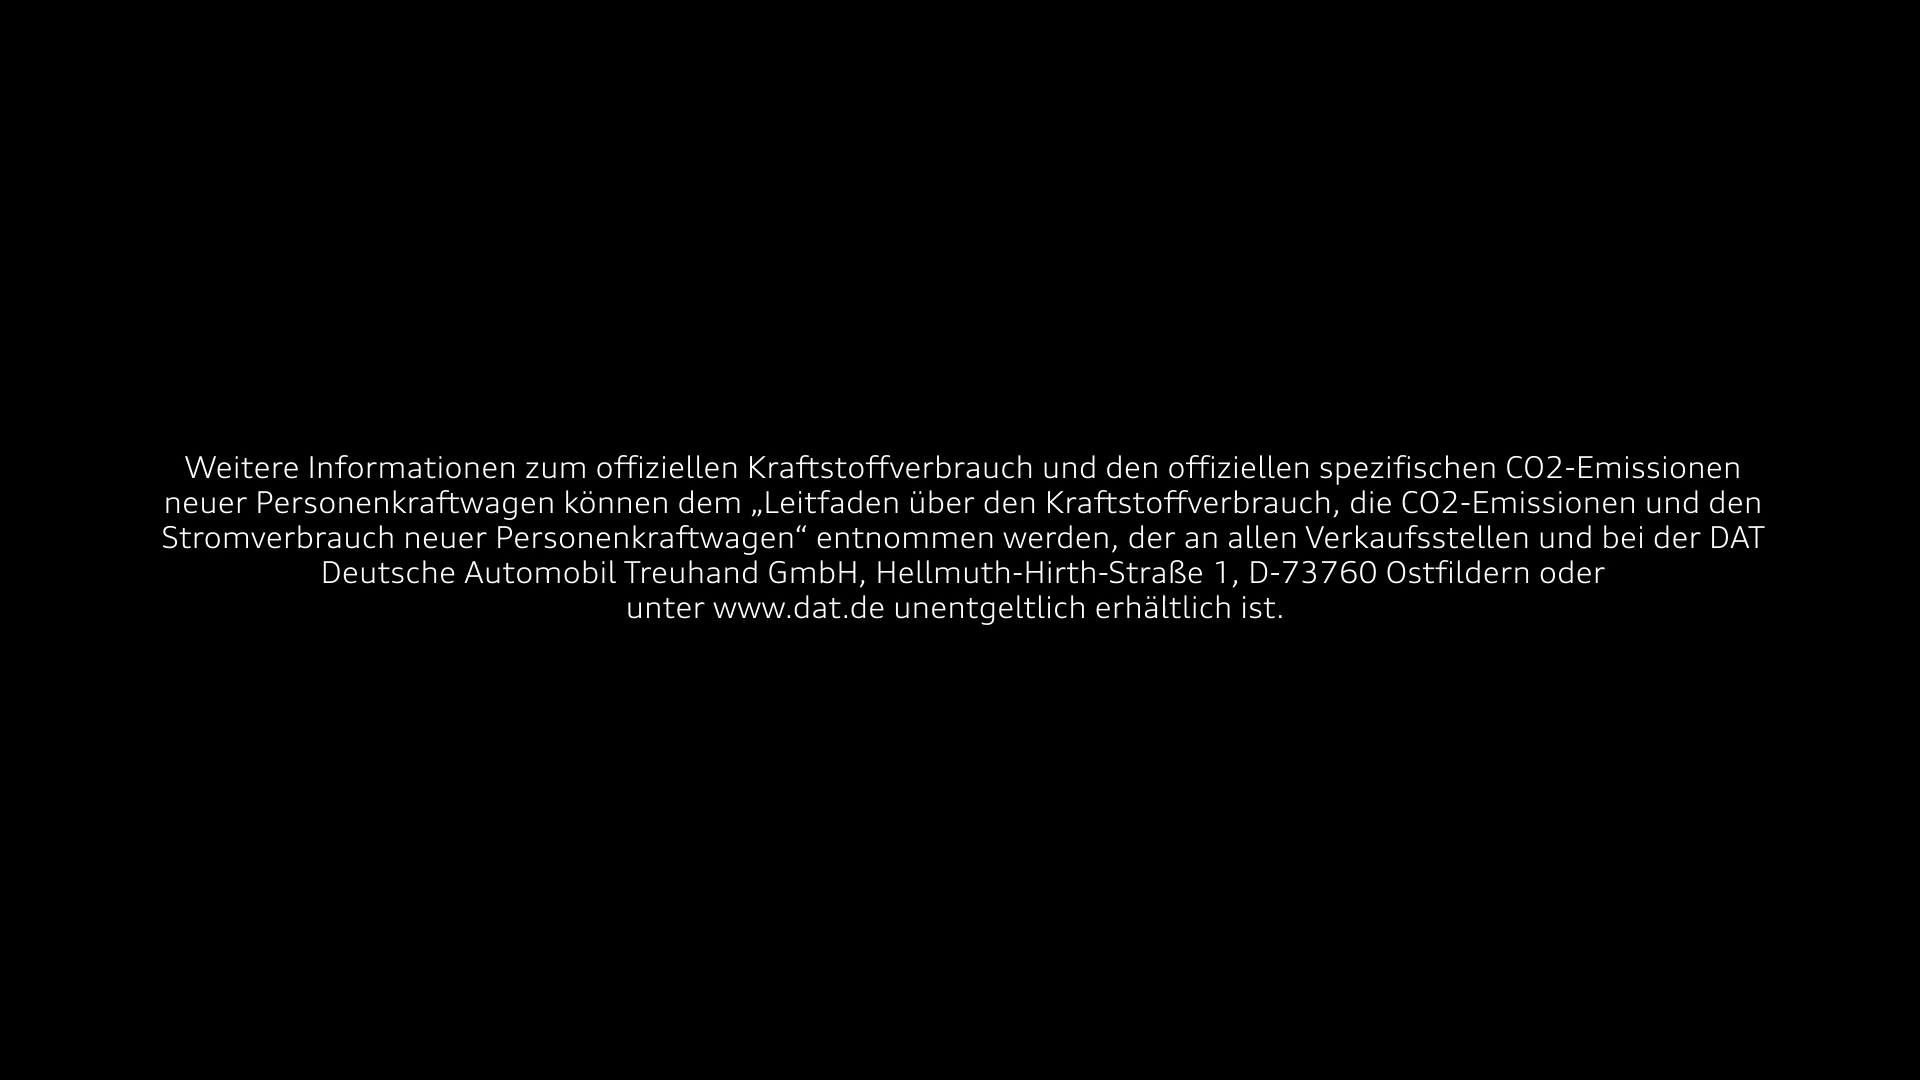 Weitere Informationen zum offiziellen Kraftstoffverbrauch und den offiziellen spezifischen CO2-Emissionen
neuer Personenkraftwagen können dem „Leitfaden über den Kraftstoffverbrauch, die CO2-Emissionen und den
Stromverbrauch neuer Personenkraftwagen“ entnommen werden, der an allen Verkaufsstellen und bei der DAT
Deutsche Automobil Treuhand GmbH, Hellmuth-Hirth-Straße 1, D-73760 Ostfildern oder
unter www.dat.de unentgeltlich erhältlich ist.